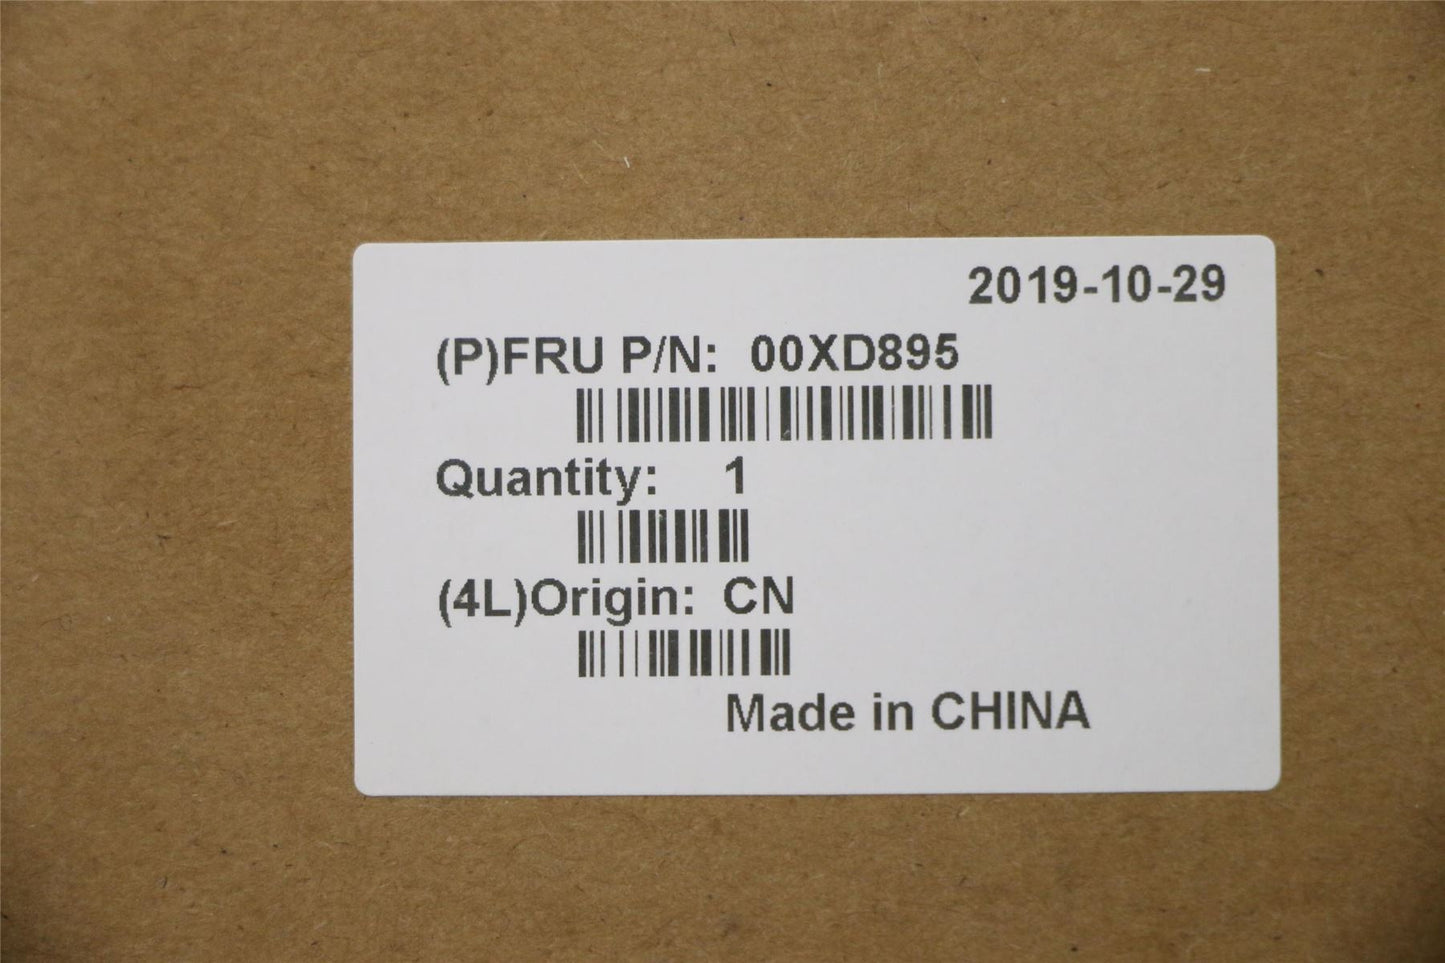 2019-10-29
(P)FRU P/N: 00XD895
Quantity: 1
(4L)Origin: CN
Made in CHINA